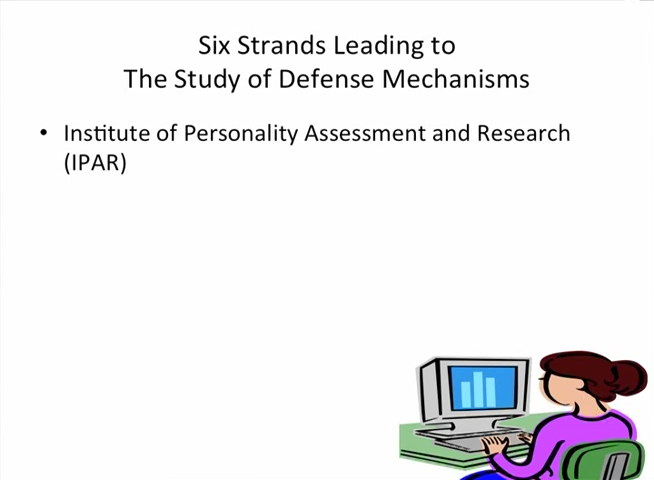 Six Strands Leading to
The Study of Defense Mechanisms
• Institute of Personality Assessment and Research
(IPAR)